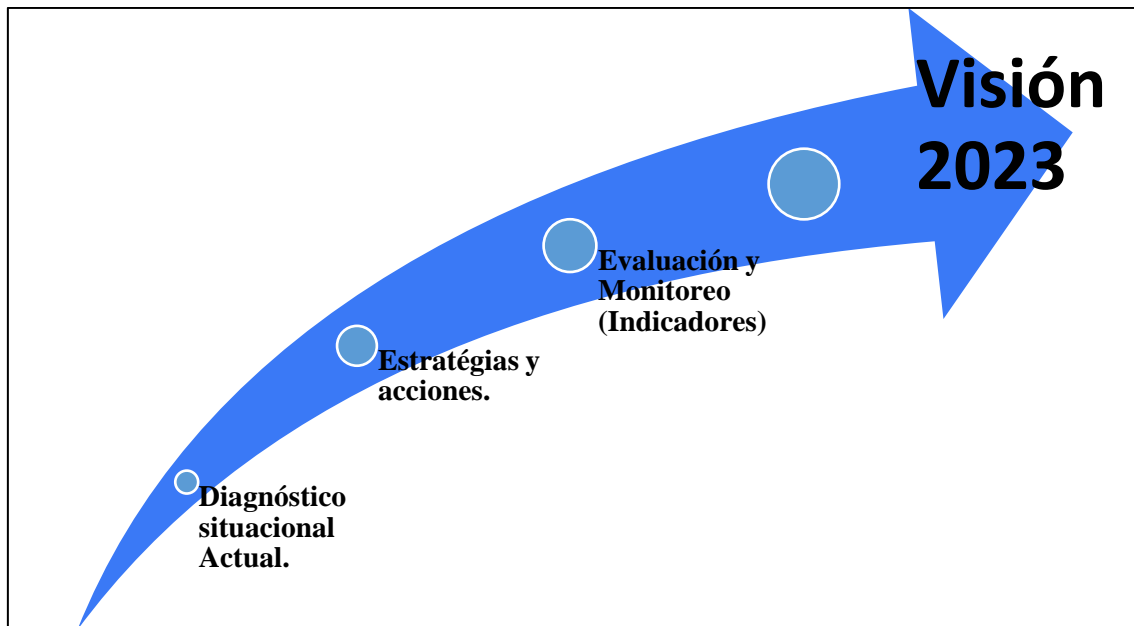 Visión
2023
Evaluación y
Monitoreo
(Indicadores)
Estratégias y
acciones.
Diagnóstico
situacional
Actual.